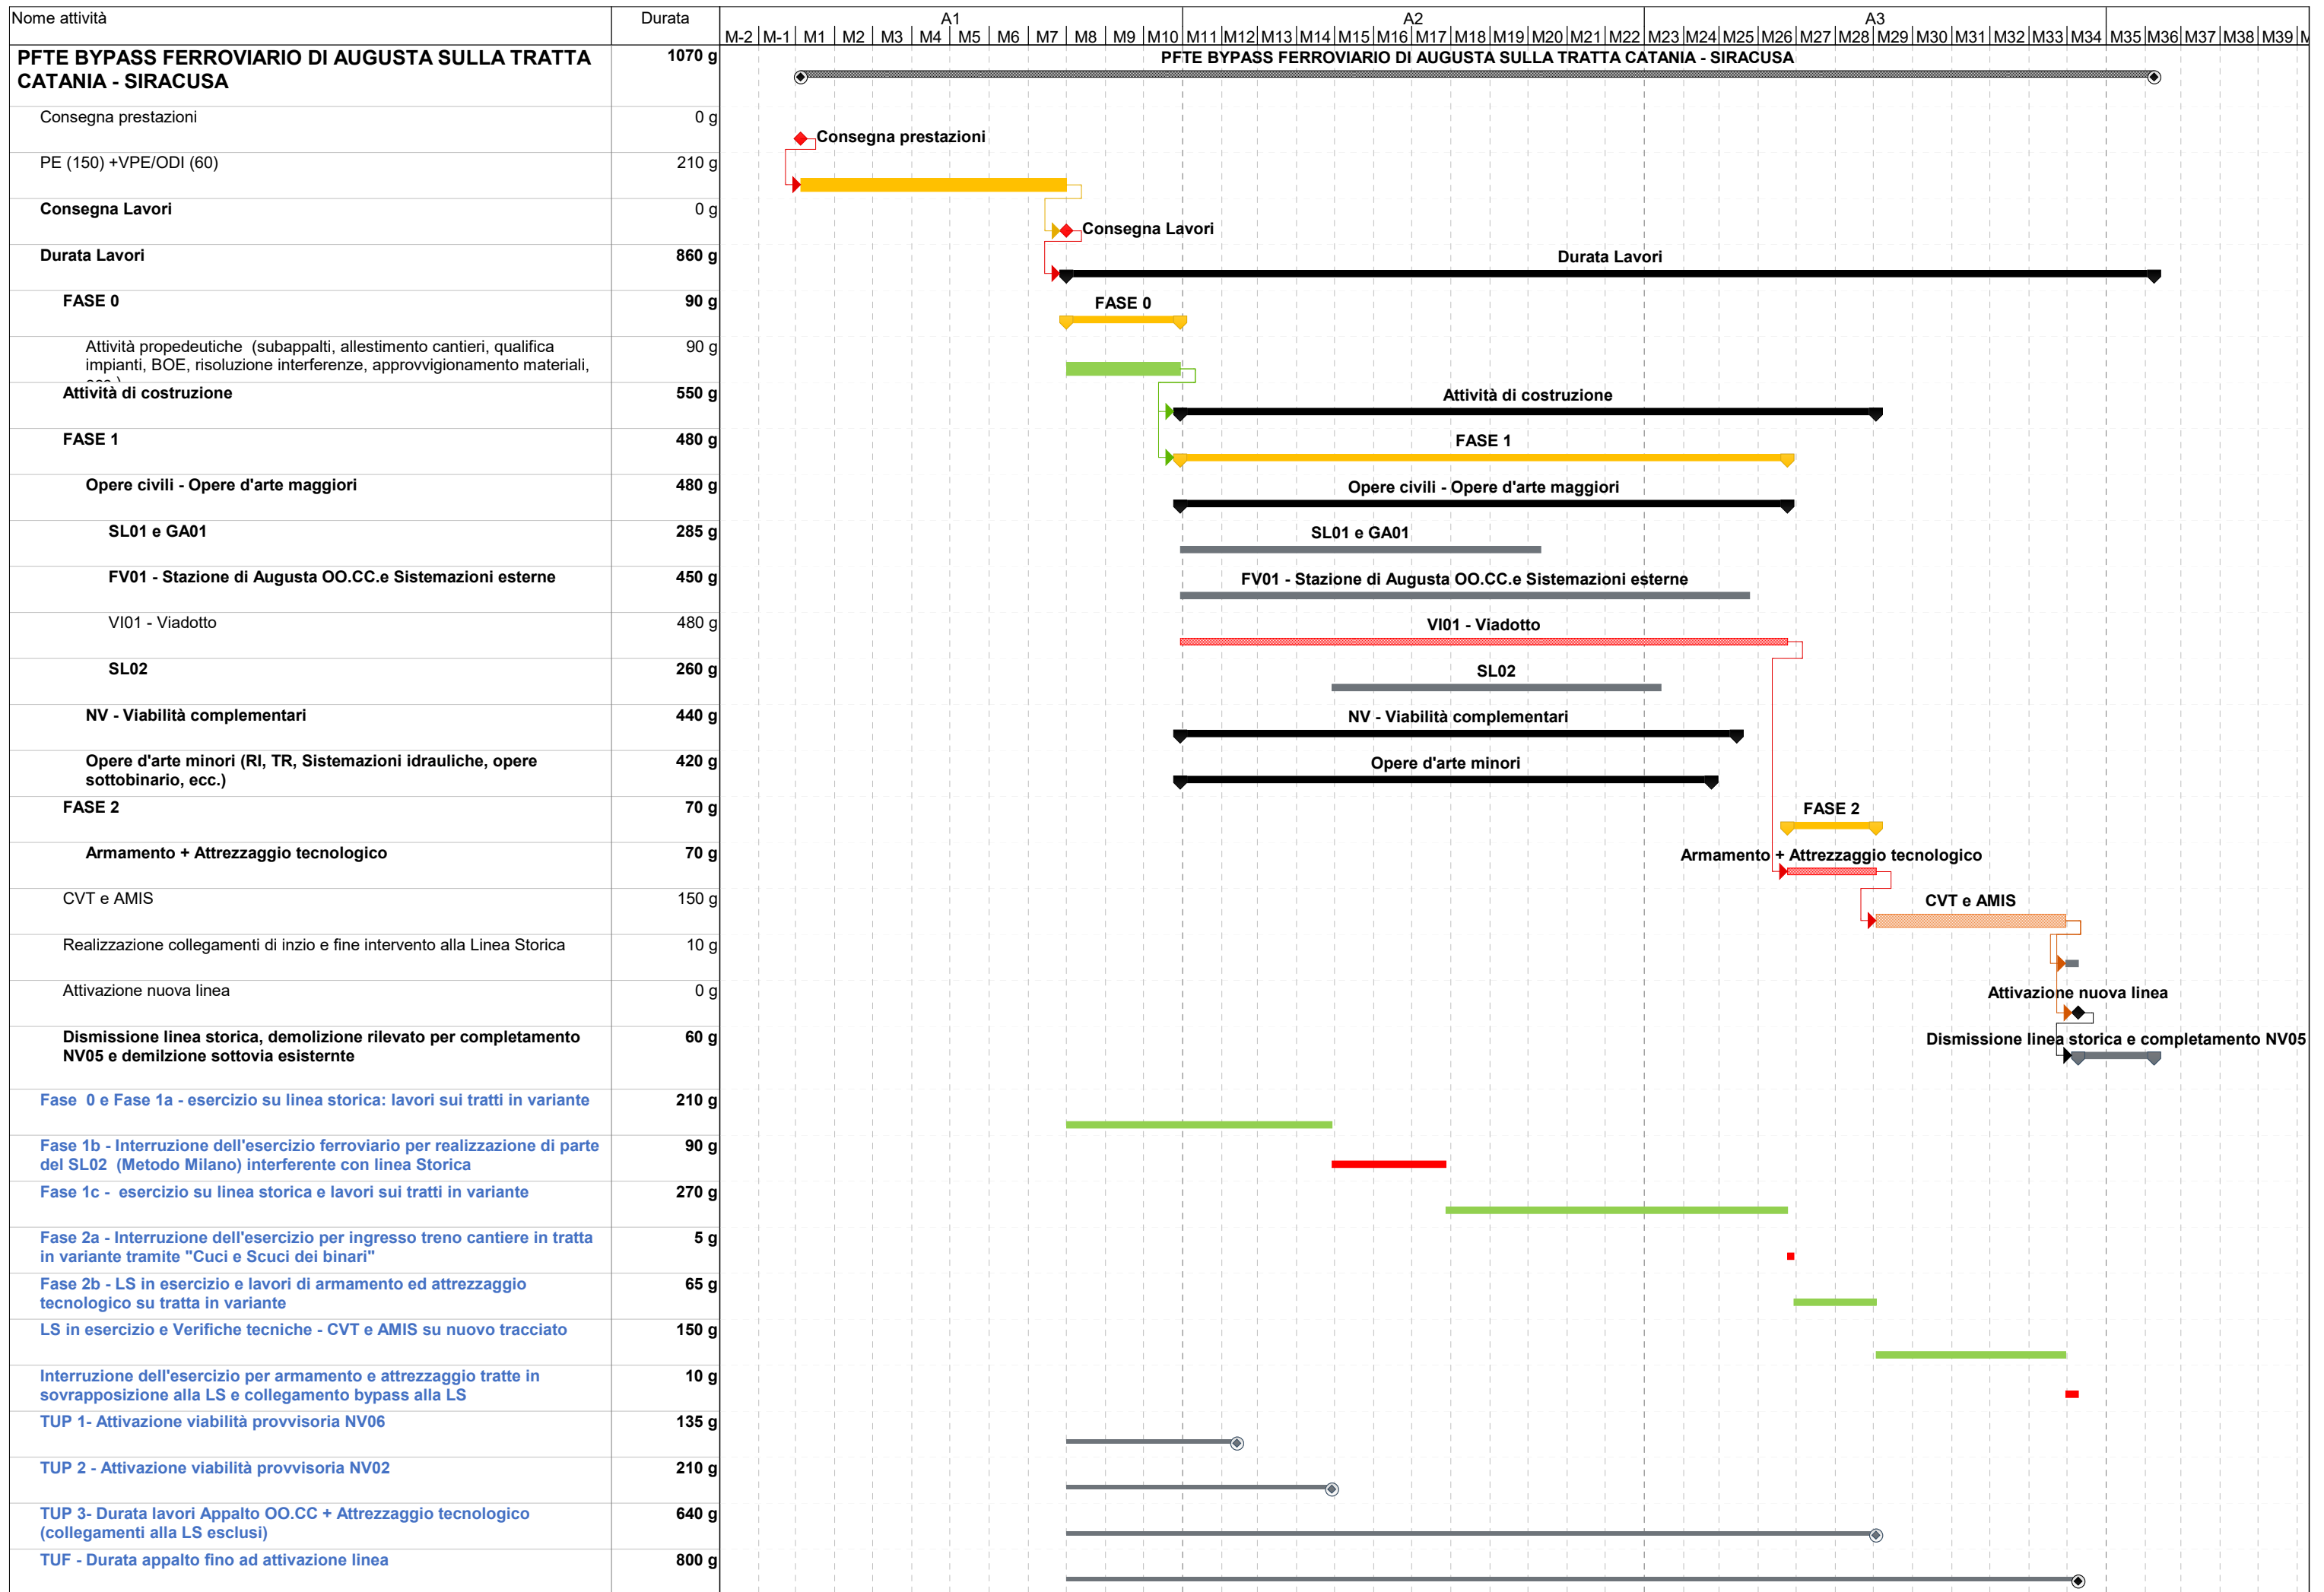 Nome attività Durata A1 A2 A3
M-2 M-1 M1 M2 M3 M4 M5 M6 M7 M8 M9 M10 M11 M12 M13 M14 M15 M16 M17 M18 M19 M20 M21 M22 M23 M24 M25 M26 M27 M28 M29 M30 M31 M32 M33 M34 M35 M36 M37 M38 M39
PFTE BYPASS FERROVIARIO DI AUGUSTA SULLA TRATTA 1070 g PFTE BYPASS FERROVIARIO DI AUGUSTA SULLA TRATTA CATANIA - SIRACUSA
CATANIA - SIRACUSA
Consegna prestazioni 0 g
Consegna prestazioni
PE (150) +VPE/ODI (60) 210 g
Consegna Lavori 0 g
Consegna Lavori
Durata Lavori 860 g Durata Lavori
FASE 0 90 g FASE 0
Attività propedeutiche (subappalti, allestimento cantieri, qualifica 90 g
impianti, BOE, risoluzione interferenze, approvvigionamento materiali,
Attività di costruzione 550 g Attività di costruzione
FASE 1 480 g FASE 1
Opere civili - Opere d'arte maggiori 480 g Opere civili - Opere d'arte maggiori
SL01 e GA01 285 g SL01 e GA01
FV01 - Stazione di Augusta OO.CC.e Sistemazioni esterne 450 g FV01 - Stazione di Augusta OO.CC.e Sistemazioni esterne
VI01 - Viadotto 480 g VI01 - Viadotto
SL02 260 g SL02
NV - Viabilità complementari 440 g NV - Viabilità complementari
Opere d'arte minori (RI, TR, Sistemazioni idrauliche, opere 420 g Opere d'arte minori
sottobinario, ecc.)
FASE 2 70 g FASE 2
Armamento + Attrezzaggio tecnologico 70 g Armamento + Attrezzaggio tecnologico
CVT e AMIS 150 g CVT e AMIS
Realizzazione collegamenti di inzio e fine intervento alla Linea Storica 10 g
Attivazione nuova linea 0 g Attivazione nuova linea
Dismissione linea storica, demolizione rilevato per completamento 60 g Dismissione linea storica e completamento NV05
NV05 e demilzione sottovia esisternte
Fase 0 e Fase 1a - esercizio su linea storica: lavori sui tratti in variante 210 g
Fase 1b - Interruzione dell'esercizio ferroviario per realizzazione di parte 90 g
del SL02 (Metodo Milano) interferente con linea Storica
Fase 1c - esercizio su linea storica e lavori sui tratti in variante 270 g
Fase 2a - Interruzione dell'esercizio per ingresso treno cantiere in tratta 5 g
in variante tramite "Cuci e Scuci dei binari"
Fase 2b - LS in esercizio e lavori di armamento ed attrezzaggio 65 g
tecnologico su tratta in variante
LS in esercizio e Verifiche tecniche - CVT e AMIS su nuovo tracciato 150 g
Interruzione dell'esercizio per armamento e attrezzaggio tratte in 10 g
sovrapposizione alla LS e collegamento bypass alla LS
TUP 1- Attivazione viabilità provvisoria NV06 135 g
TUP 2 - Attivazione viabilità provvisoria NV02 210 g
TUP 3- Durata lavori Appalto OO.CC + Attrezzaggio tecnologico 640 g
(collegamenti alla LS esclusi)
TUF - Durata appalto fino ad attivazione linea 800 g